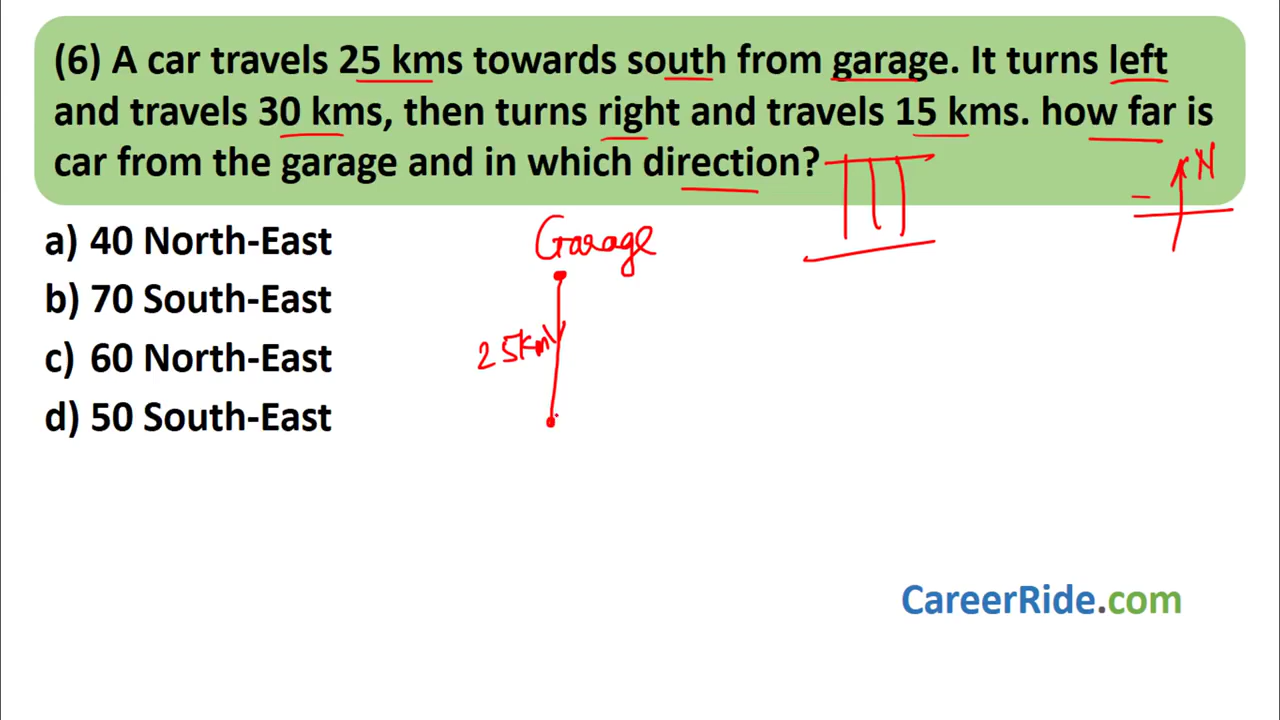 (6) A car travels 25 kms towards south from garage. It turns left
and travels 30 kms, then turns right and travels 15 kms. how far is
car from the garage and in which direction?
N
a) 40 North-East
b) 70 South-East
c) 60 North-East
d) 50 South-East
Garage
25km
CareerRide.com